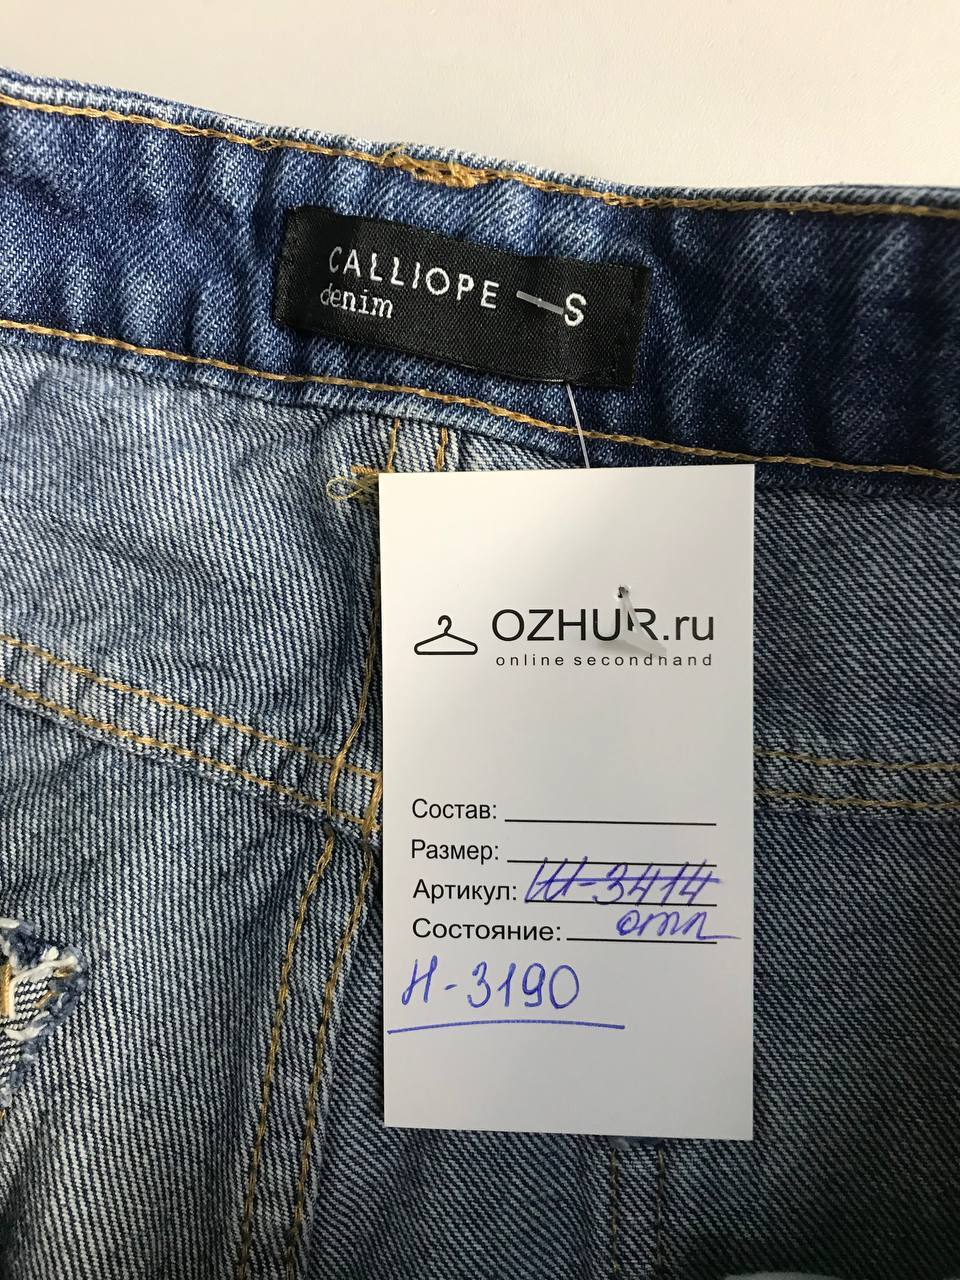 CALLIOPE S
denim
OZHUR.ru
online secondhand
Состав:
Размер:
Артикул: Ш-3414
Состояние: отл
Н-3190